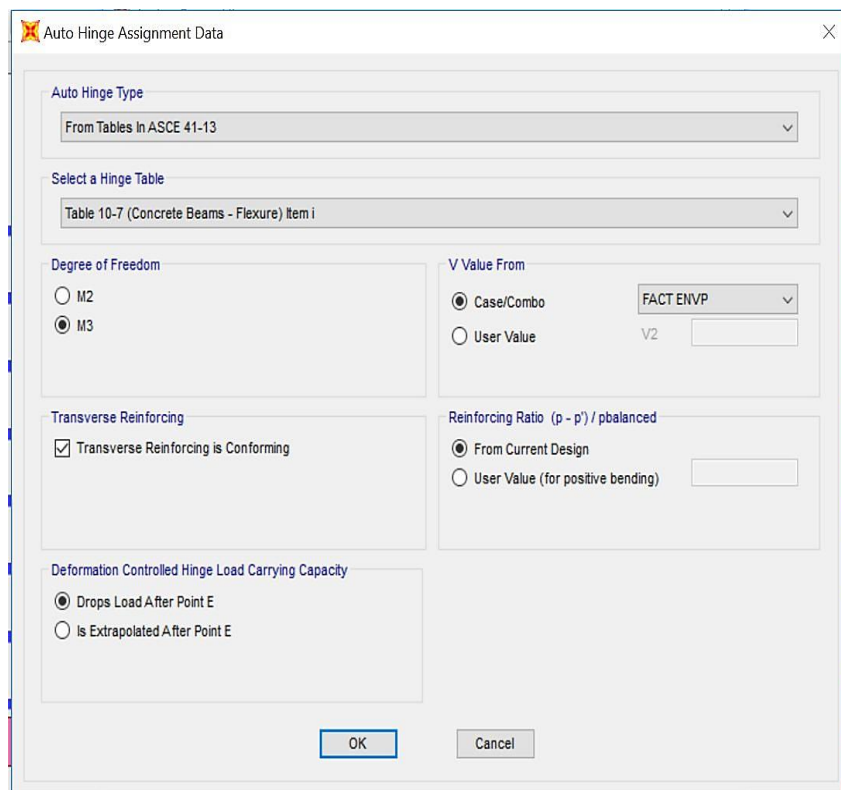 Auto Hinge Assignment Data
Auto Hinge Type
From Tables In ASCE 41-13
Select a Hinge Table
Table 10-7 (Concrete Beams - Flexure) Item i
Degree of Freedom
M2
M3
V Value From
Case/Combo
FACT ENVP
User Value
V2
Transverse Reinforcing
Transverse Reinforcing is Conforming
Reinforcing Ratio (p - p') / pbalanced
From Current Design
User Value (for positive bending)
Deformation Controlled Hinge Load Carrying Capacity
Drops Load After Point E
Is Extrapolated After Point E
OK
Cancel